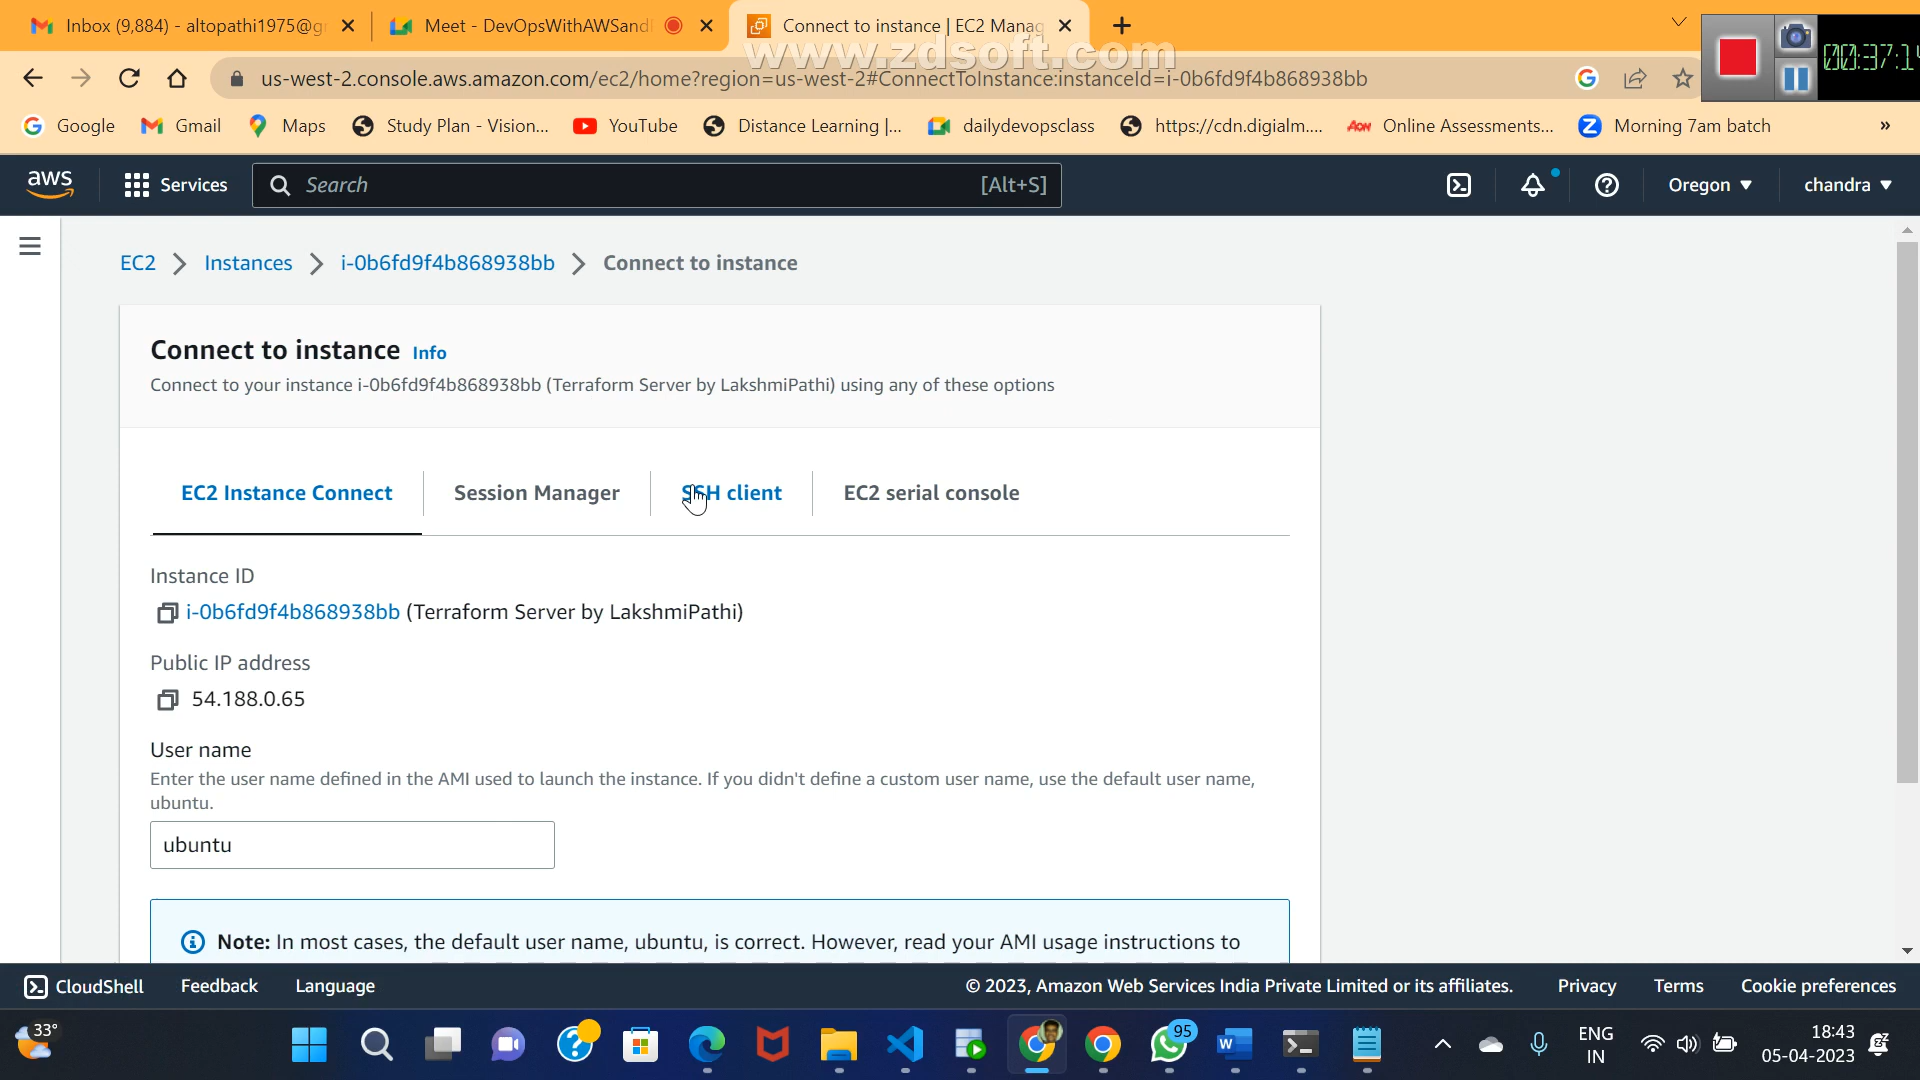 Inbox (9,884) - altopathi1975@g
Meet - DevOpsWithAWSand
Connect to instance | EC2 Manag
www.zdsoft.com
us-west-2.console.aws.amazon.com/ec2/home?region=us-west-2#ConnectToInstance:instanceId=i-0b6fd9f4b868938bb
00:37:14
Google
Gmail
Maps
Study Plan - Vision...
YouTube
Distance Learning |...
dailydevopsclass
https://cdn.digialm....
Aon
Online Assessments...
Z
Morning 7am batch
»
aws
Services
Search
[Alt+S]
Oregon
chandra
EC2
Instances
i-0b6fd9f4b868938bb
Connect to instance
Connect to instance Info
Connect to your instance i-0b6fd9f4b868938bb (Terraform Server by LakshmiPathi) using any of these options
EC2 Instance Connect
Session Manager
SSH client
EC2 serial console
Instance ID
i-0b6fd9f4b868938bb (Terraform Server by LakshmiPathi)
Public IP address
54.188.0.65
User name
Enter the user name defined in the AMI used to launch the instance. If you didn't define a custom user name, use the default user name,
ubuntu.
ubuntu
Note: In most cases, the default user name, ubuntu, is correct. However, read your AMI usage instructions to
CloudShell
Feedback
Language
© 2023, Amazon Web Services India Private Limited or its affiliates.
Privacy
Terms
Cookie preferences
33°
95
ENG
IN
18:43
05-04-2023